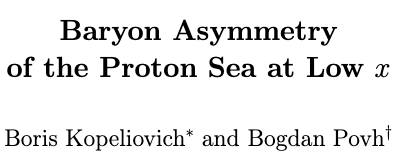 Baryon Asymmetry
of the Proton Sea at Low x
Boris Kopeliovich* and Bogdan Povh†